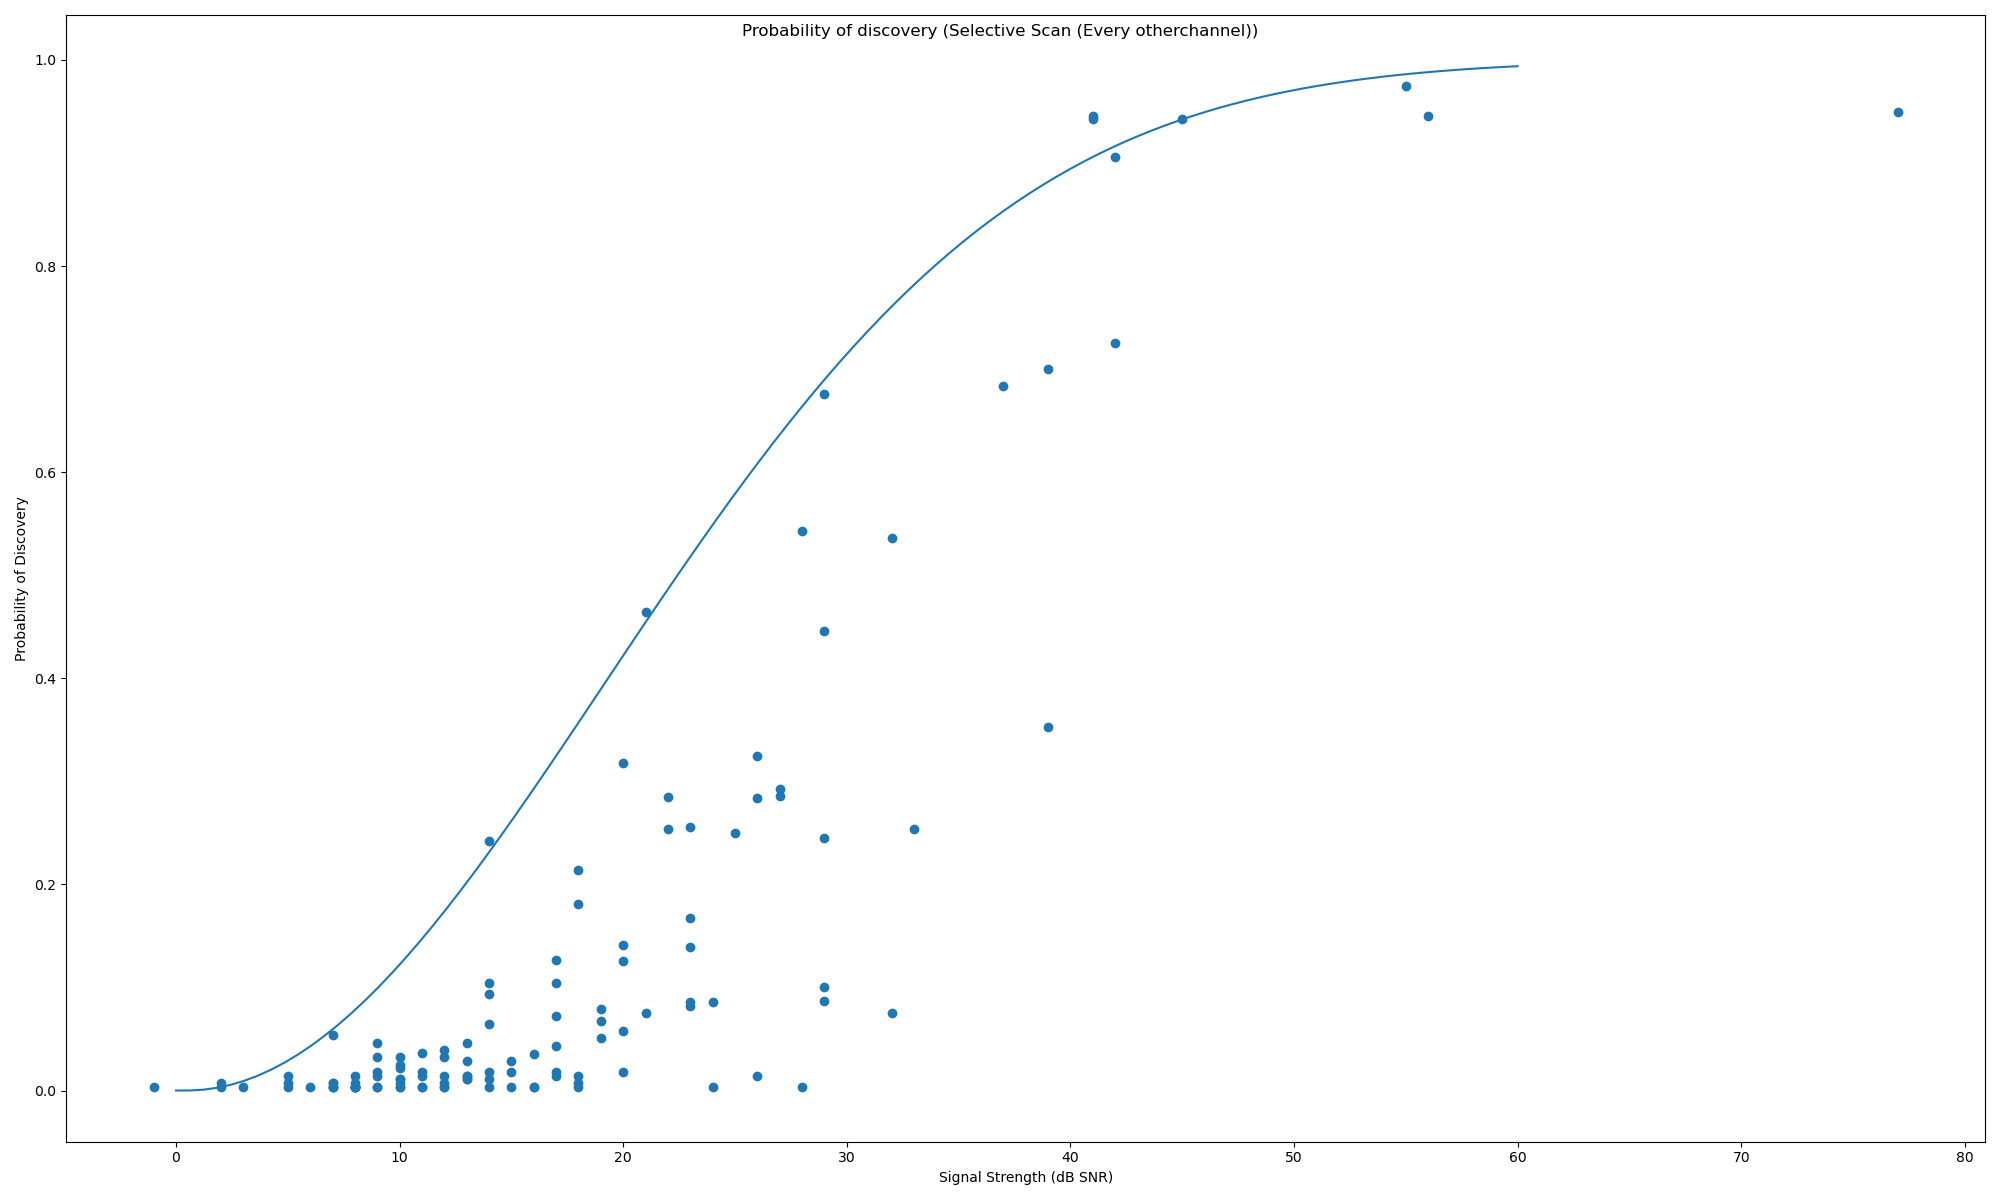 Probability of discovery (Selective Scan (Every otherchannel))
1.0
0.8
0.6
0.4
0.2
0.0
Probability of Discovery
0 10 20 30 40 50 60 70 80
Signal Strength (dB SNR)